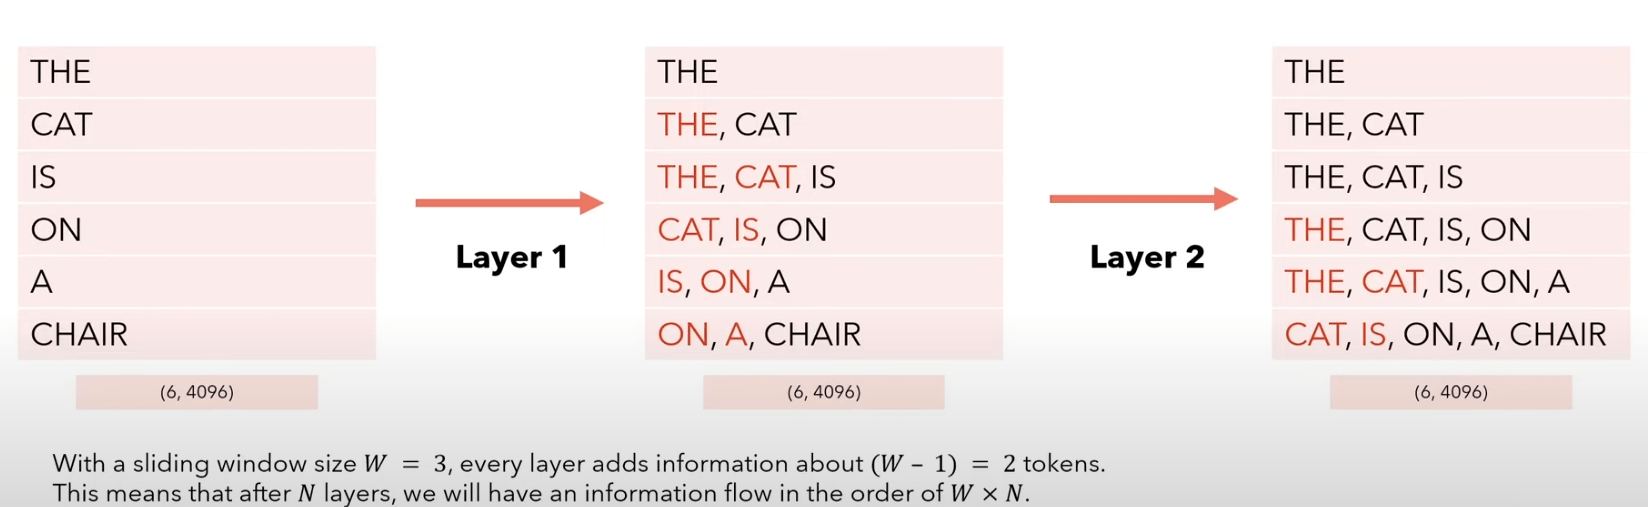 THE
CAT
IS
ON
A
CHAIR
(6, 4096)
Layer 1
THE
THE, CAT
THE, CAT, IS
CAT, IS, ON
IS, ON, A
ON, A, CHAIR
(6, 4096)
Layer 2
THE
THE, CAT
THE, CAT, IS
THE, CAT, IS, ON
THE, CAT, IS, ON, A
CAT, IS, ON, A, CHAIR
(6, 4096)
With a sliding window size W = 3, every layer adds information about (W − 1) = 2 tokens.
This means that after N layers, we will have an information flow in the order of W × N.